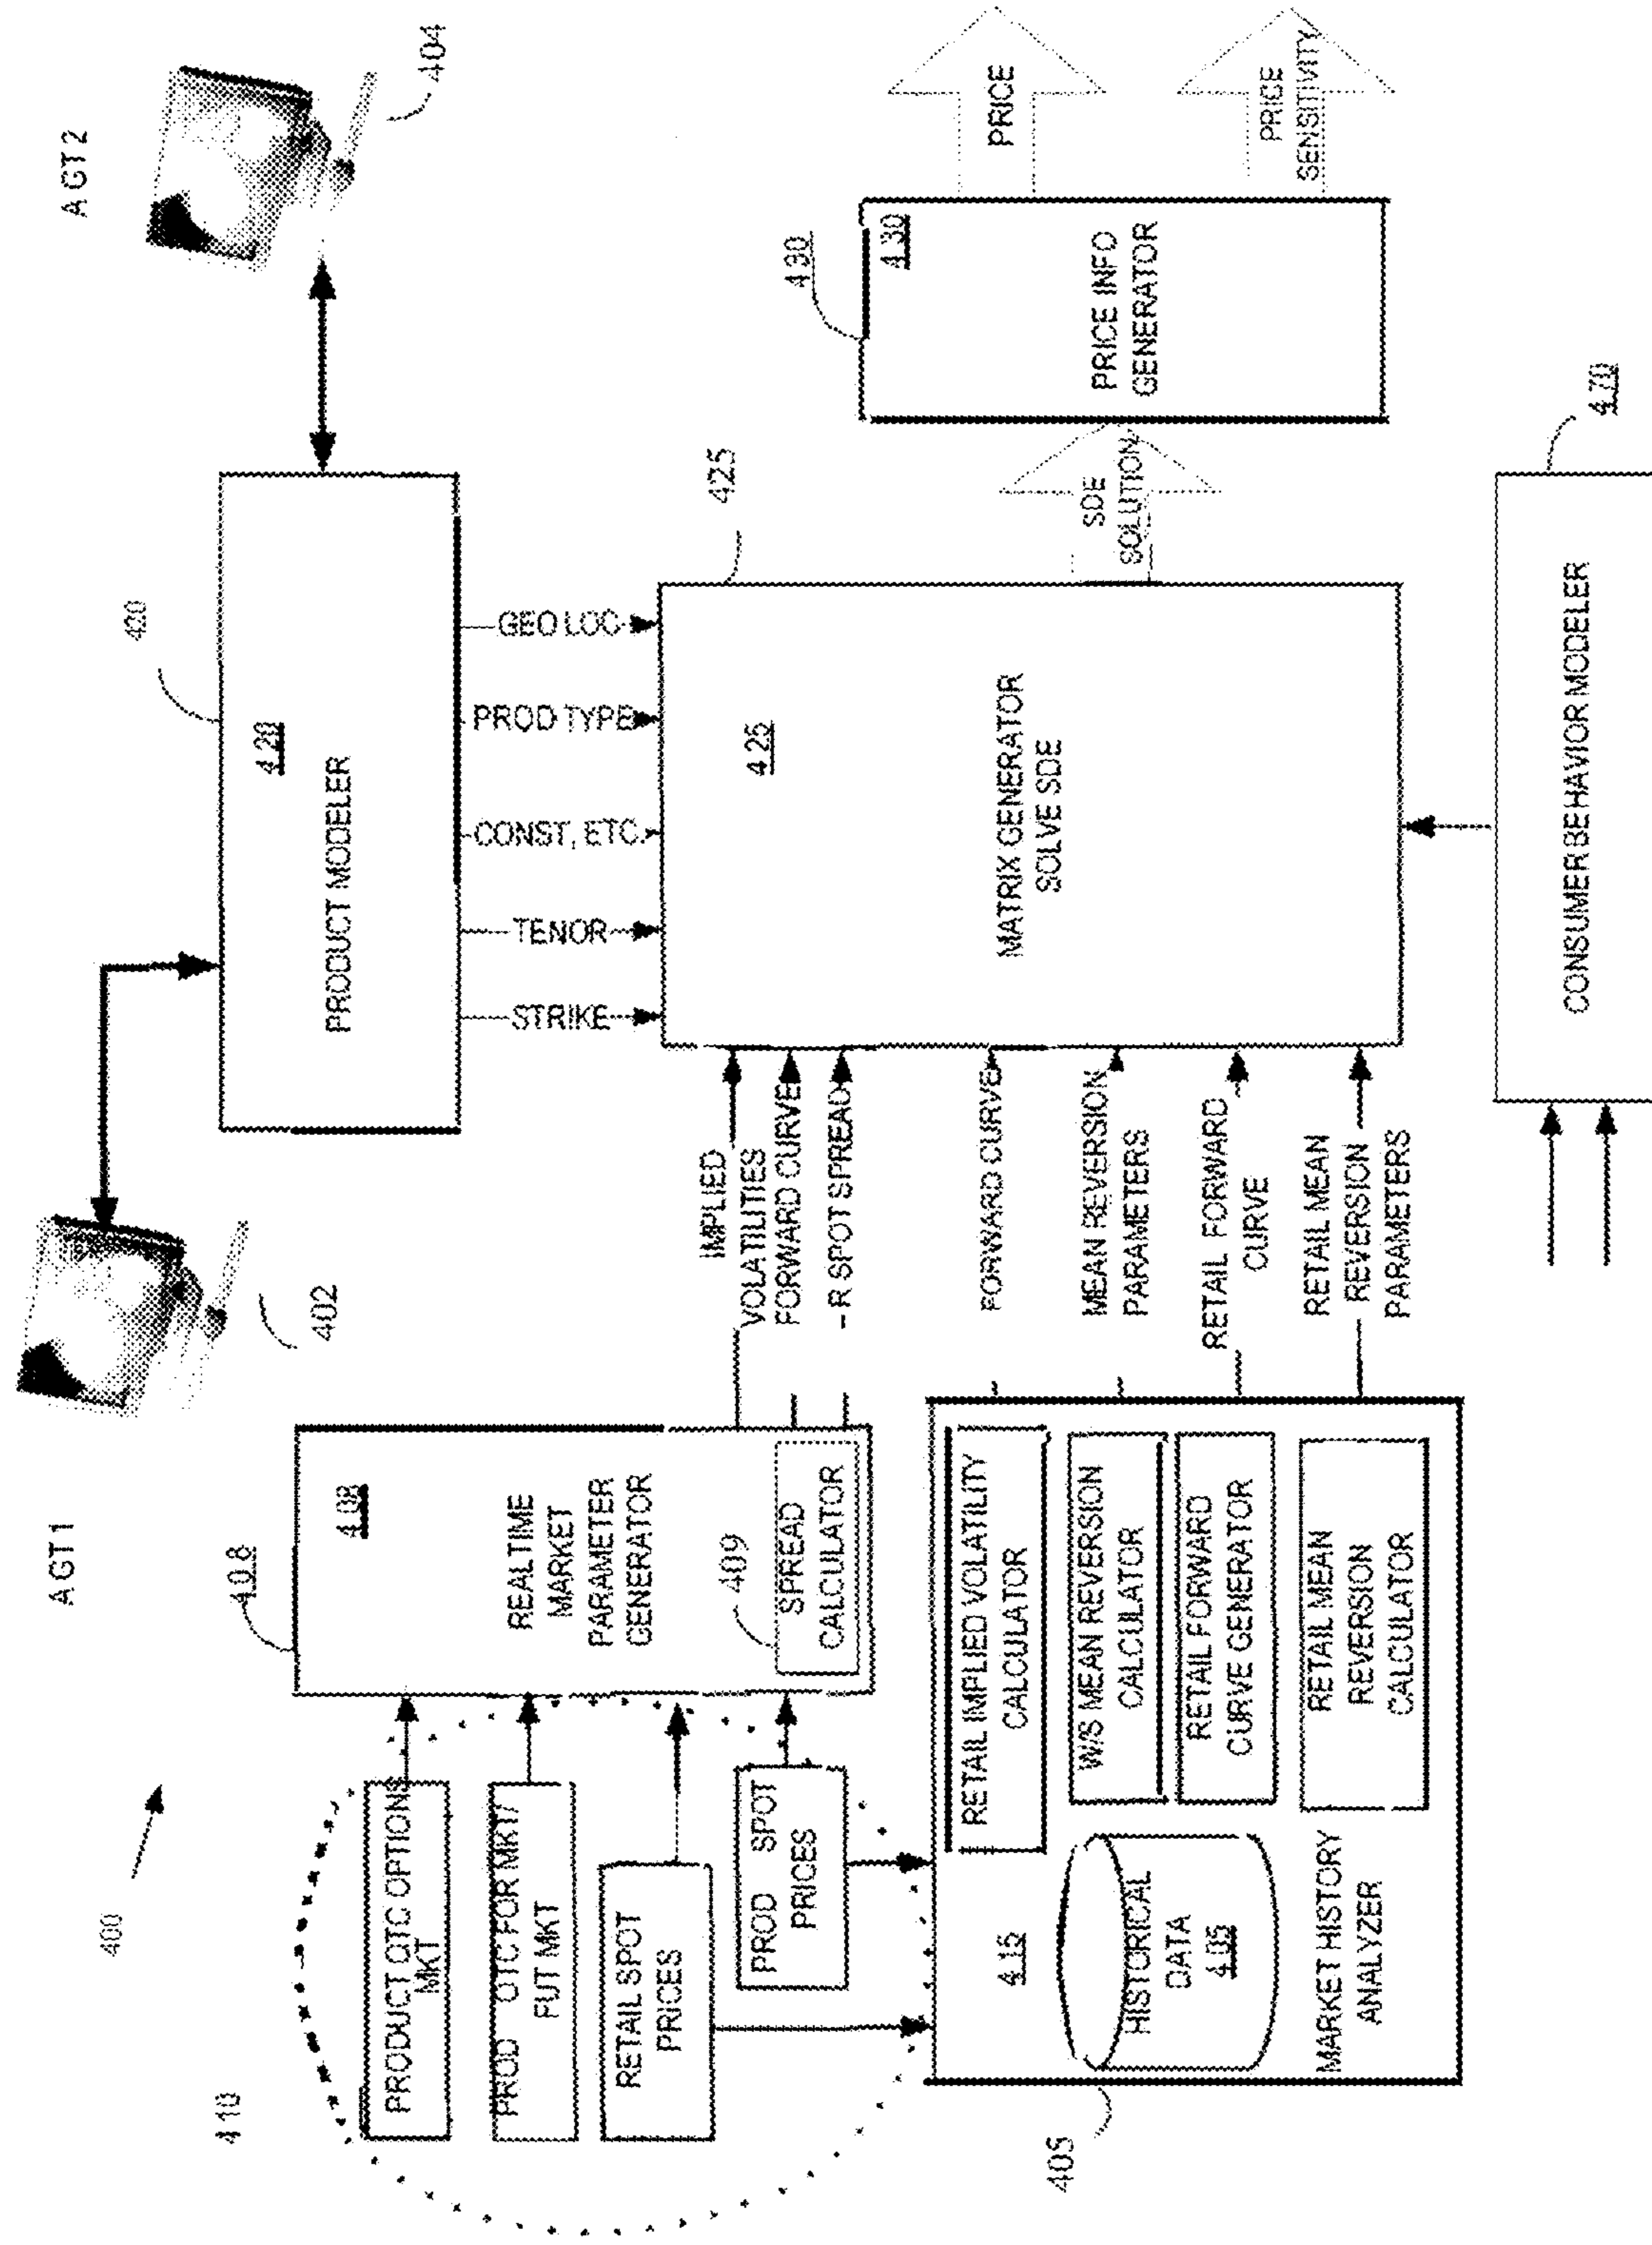 400
AGT1
AGT2
402
404
410
PRODUCT OTC OPTIONS
MKT
PROD OTC FOR MKT/
FUT MKT
RETAIL SPOT
PRICES
PROD SPOT
PRICES
408
408
REAL TIME
MARKET
PARAMETER
GENERATOR
409
SPREAD
CALCULATOR
420
420
PRODUCT MODELER
STRIKE
TENOR
CONST, ETC.
PROD TYPE
GEO LOC
IMPLIED
VOLATILITIES
FORWARD CURVE
R SPOT SPREAD
FORWARD CURVE
MEAN REVERSION
PARAMETERS
RETAIL FORWARD
CURVE
RETAIL MEAN
REVERSION
PARAMETERS
425
425
MATRIX GENERATOR
SOLVE SDE
SDE
SOLUTION
430
430
PRICE INFO
GENERATOR
PRICE
PRICE
SENSITIVITY
405
415
HISTORICAL
DATA
405
MARKET HISTORY
ANALYZER
RETAIL IMPLIED VOLATILITY
CALCULATOR
W/S MEAN REVERSION
CALCULATOR
RETAIL FORWARD
CURVE GENERATOR
RETAIL MEAN
REVERSION
CALCULATOR
470
CONSUMER BEHAVIOR MODELER